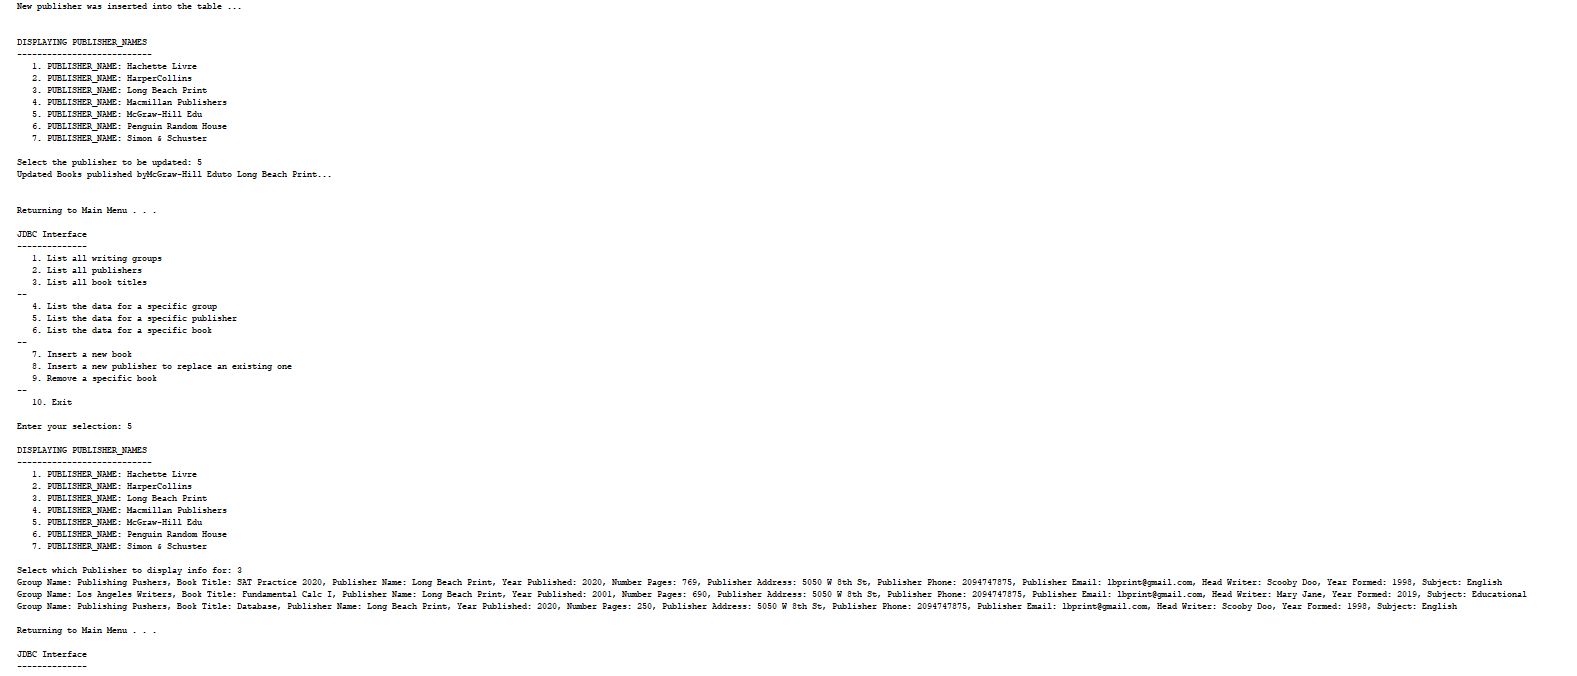 New publisher was inserted into the table ...
DISPLAYING PUBLISHER_NAMES
---------------------------
1. PUBLISHER_NAME: Hachette Livre
2. PUBLISHER_NAME: HarperCollins
3. PUBLISHER_NAME: Long Beach Print
4. PUBLISHER_NAME: Macmillan Publishers
5. PUBLISHER_NAME: McGraw-Hill Edu
6. PUBLISHER_NAME: Penguin Random House
7. PUBLISHER_NAME: Simon & Schuster
Select the publisher to be updated: 5
Updated Books published byMcGraw-Hill Eduto Long Beach Print...
Returning to Main Menu . . .
JDBC Interface
--------------
1. List all writing groups
2. List all publishers
3. List all book titles
--
4. List the data for a specific group
5. List the data for a specific publisher
6. List the data for a specific book
--
7. Insert a new book
8. Insert a new publisher to replace an existing one
9. Remove a specific book
--
10. Exit
Enter your selection: 5
DISPLAYING PUBLISHER_NAMES
---------------------------
1. PUBLISHER_NAME: Hachette Livre
2. PUBLISHER_NAME: HarperCollins
3. PUBLISHER_NAME: Long Beach Print
4. PUBLISHER_NAME: Macmillan Publishers
5. PUBLISHER_NAME: McGraw-Hill Edu
6. PUBLISHER_NAME: Penguin Random House
7. PUBLISHER_NAME: Simon & Schuster
Select which Publisher to display info for: 3
Group Name: Publishing Pushers, Book Title: SAT Practice 2020, Publisher Name: Long Beach Print, Year Published: 2020, Number Pages: 769, Publisher Address: 5050 W 8th St, Publisher Phone: 2094747875, Publisher Email: lbprint@gmail.com, Head Writer: Scooby Doo, Year Formed: 1998, Subject: English
Group Name: Los Angeles Writers, Book Title: Fundamental Calc I, Publisher Name: Long Beach Print, Year Published: 2001, Number Pages: 690, Publisher Address: 5050 W 8th St, Publisher Phone: 2094747875, Publisher Email: lbprint@gmail.com, Head Writer: Mary Jane, Year Formed: 2019, Subject: Educational
Group Name: Publishing Pushers, Book Title: Database, Publisher Name: Long Beach Print, Year Published: 2020, Number Pages: 250, Publisher Address: 5050 W 8th St, Publisher Phone: 2094747875, Publisher Email: lbprint@gmail.com, Head Writer: Scooby Doo, Year Formed: 1998, Subject: English
Returning to Main Menu . . .
JDBC Interface
--------------